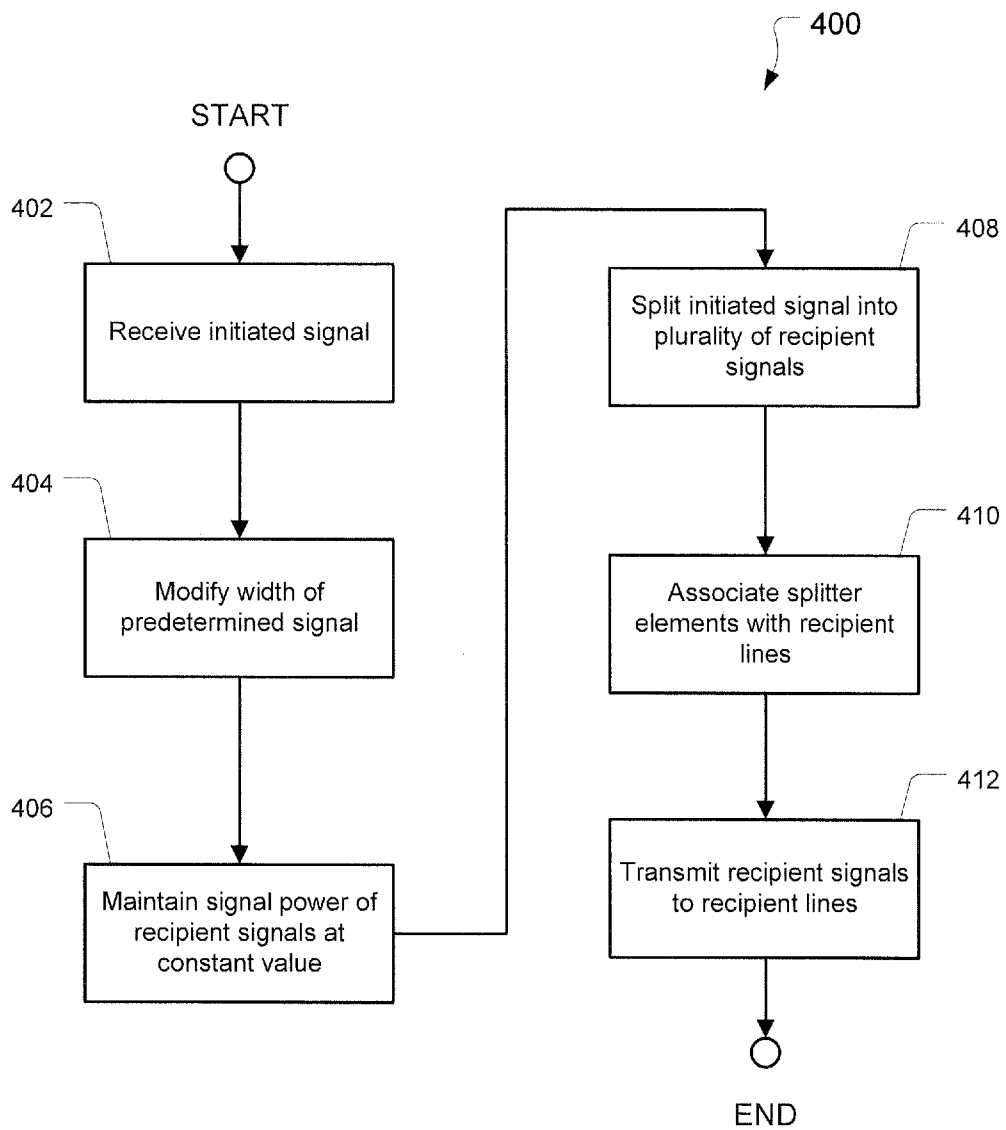 400
START
402
Receive initiated signal
404
Modify width of
predetermined signal
406
Maintain signal power of
recipient signals at
constant value
408
Split initiated signal into
plurality of recipient
signals
410
Associate splitter
elements with recipient
lines
412
Transmit recipient signals
to recipient lines
END